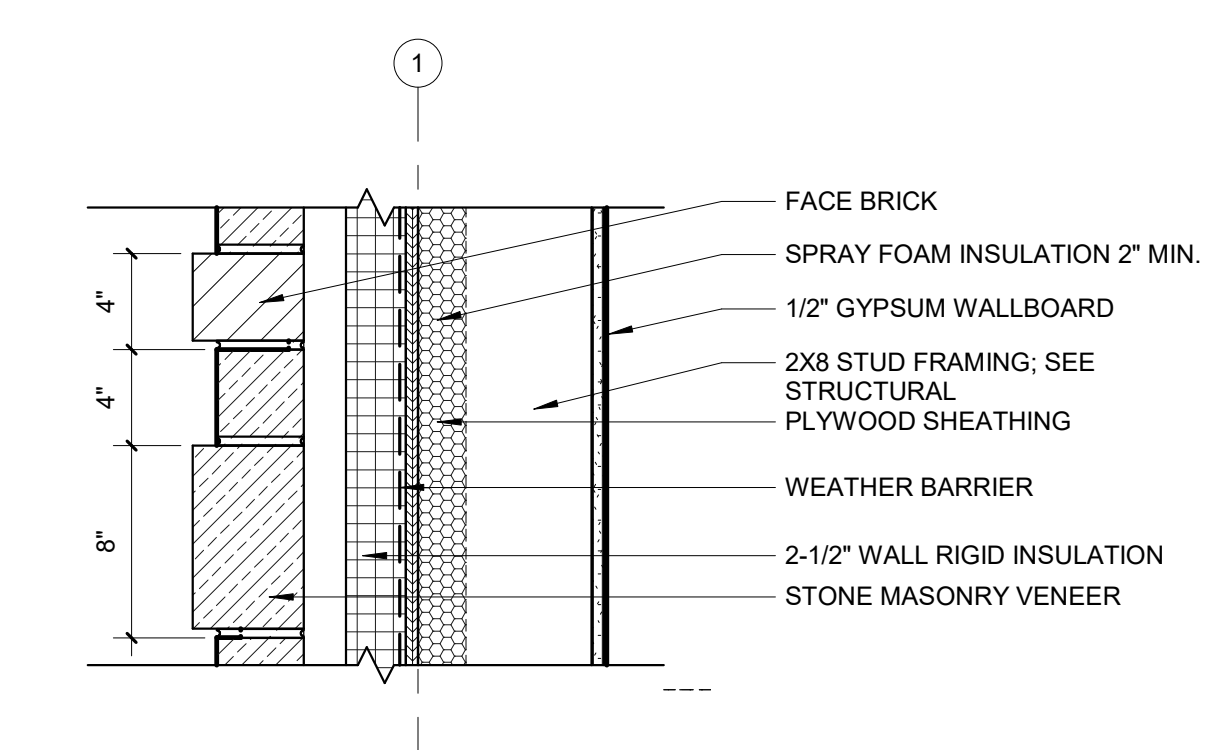 1
FACE BRICK
SPRAY FOAM INSULATION 2" MIN.
1/2" GYPSUM WALLBOARD
2X8 STUD FRAMING; SEE
STRUCTURAL
PLYWOOD SHEATHING
WEATHER BARRIER
2-1/2" WALL RIGID INSULATION
STONE MASONRY VENEER
4"
4"
8"